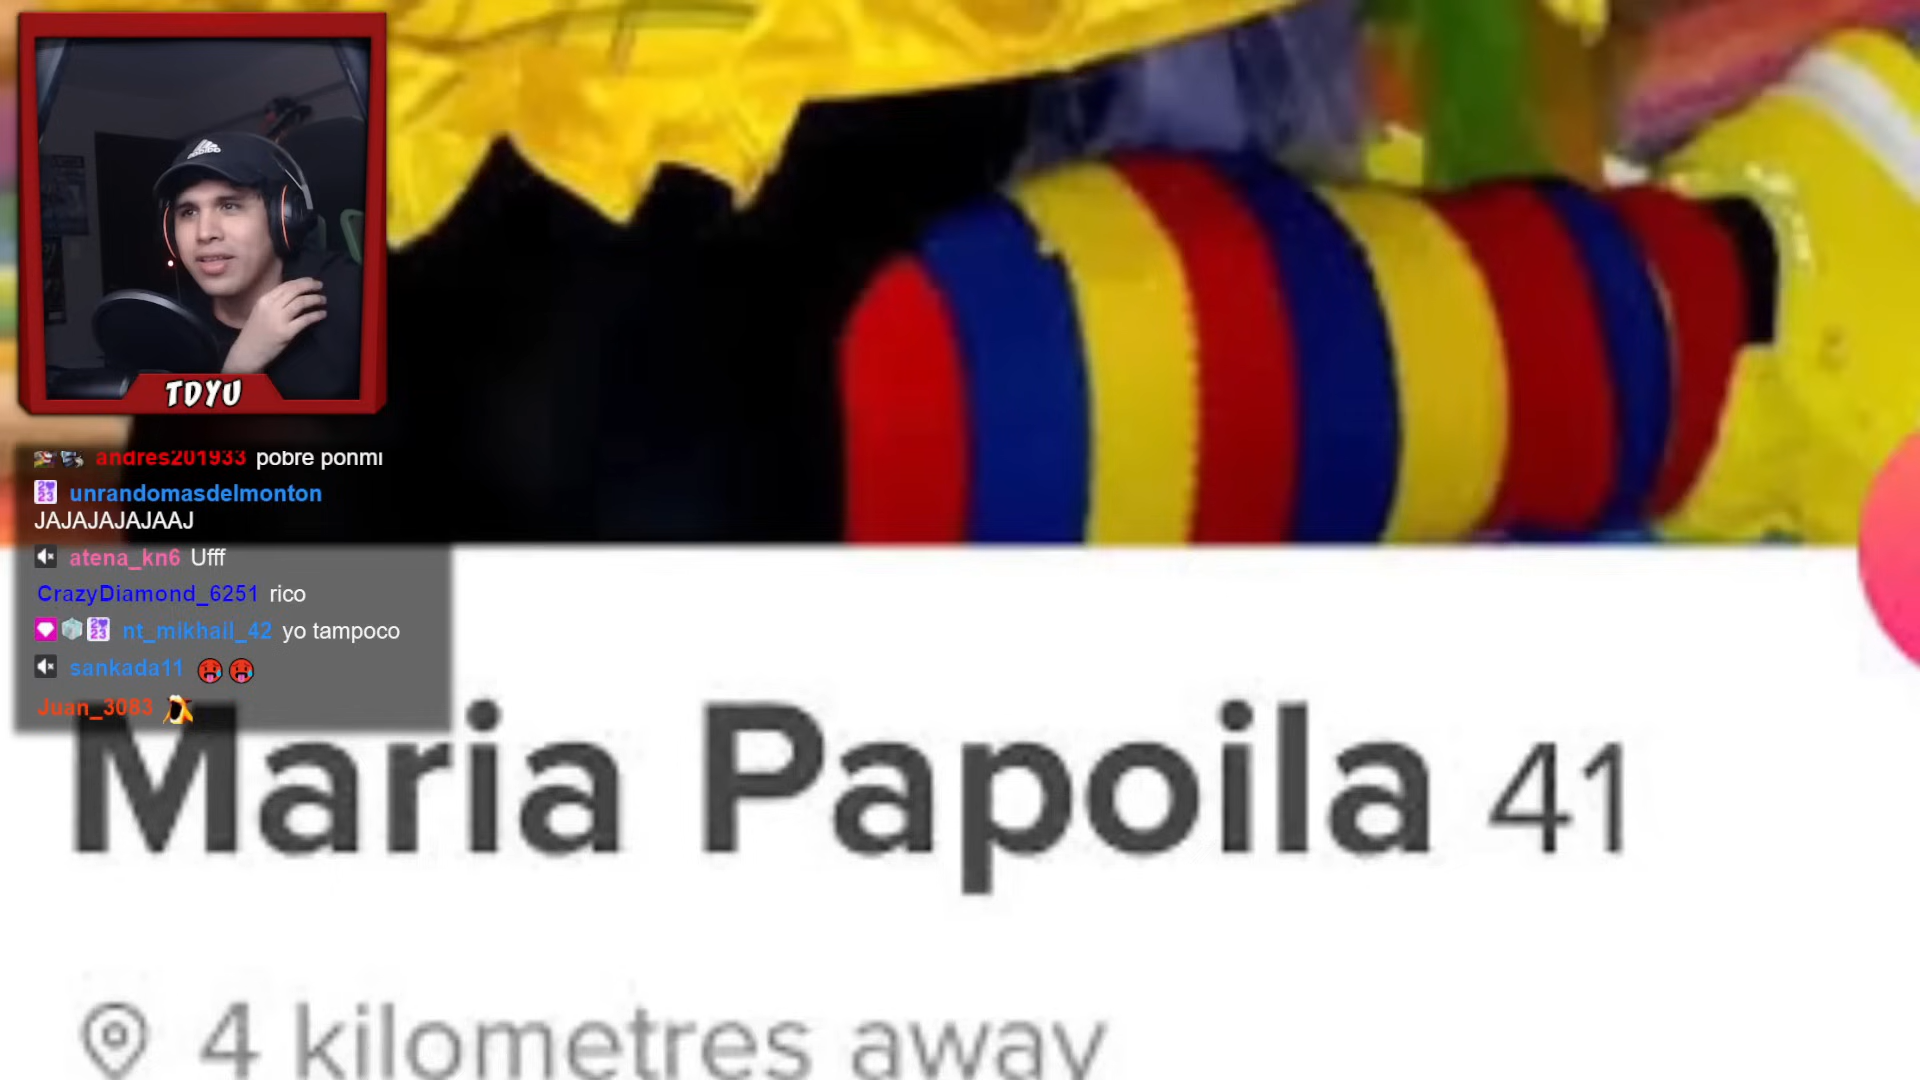 adidas
TDYU
andres201933 pobre ponmi
unrandomasdelmonton
JAJAJAJAJAAJ
atena_kn6 Ufff
CrazyDiamond_6251 rico
nt_mikhail_42 yo tampoco
sankada11
Juan_3083
Maria Papoila 41
4 kilometres away